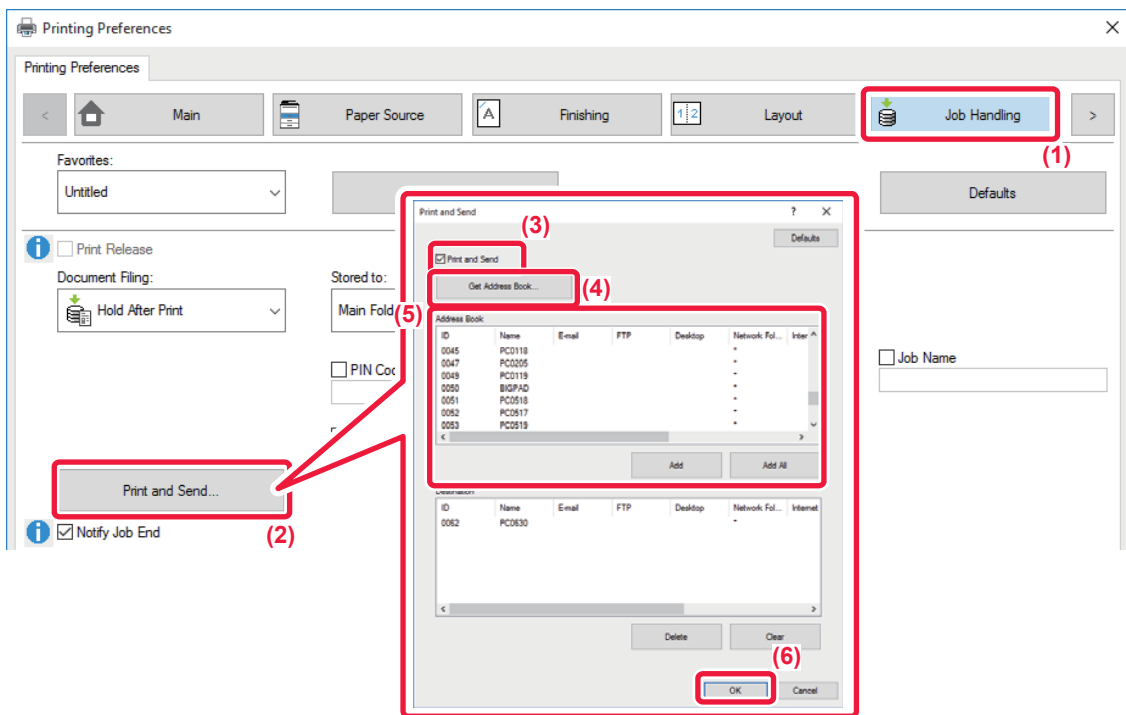 Printing Preferences
Printing Preferences
< Main Paper Source Finishing Layout Job Handling >
(1)
Favorites:
Untitled
Defaults
Print Release
Document Filing:
Hold After Print
Stored to:
Main Fold
PIN Coc
Job Name
Print and Send...
(2)
Notify Job End
Print and Send ? X
Defaults
(3)
Print and Send
Get Address Book...
(4)
(5)
Address Book:
ID Name E-mail FTP Desktop Network Fol... Inter
0045 PC0118 *
0047 PC0205 *
0049 PC0119 *
0050 BIGPAD *
0051 PC0518 *
0052 PC0517 *
0053 PC0519 *
Add Add All
Destination
ID Name E-mail FTP Desktop Network Fol... Internet
0062 PC0630 *
Delete Clear
(6)
OK Cancel